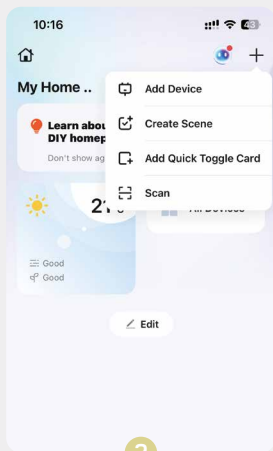 10:16
43
My Home ..
Add Device
Create Scene
Add Quick Toggle Card
Scan
Learn abou
DIY homep
Don't show ag
21
Good
Good
Edit